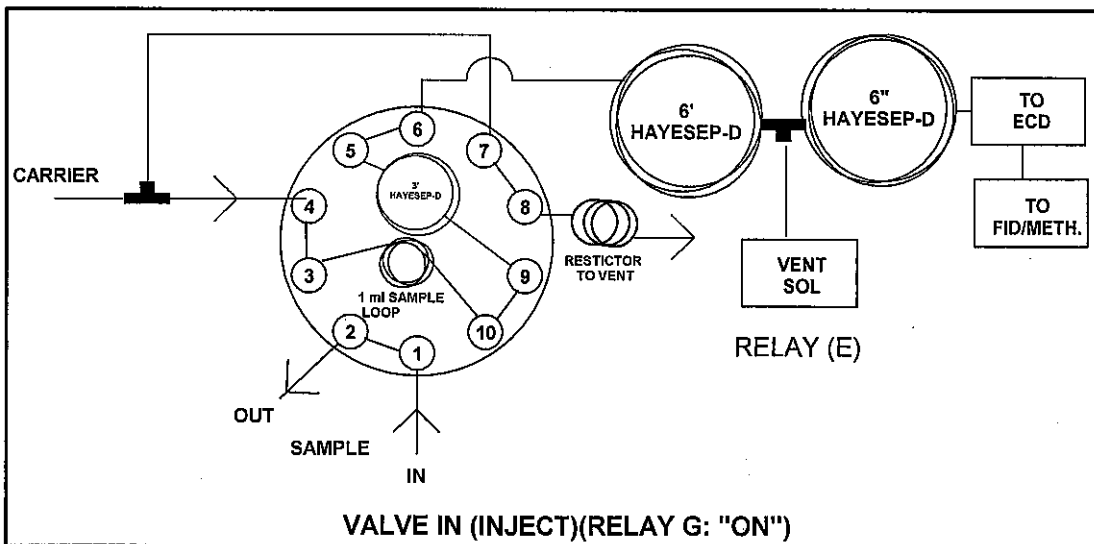 CARRIER
6
5
7
4
8
3
9
2
10
1
3'
HAYESEP-D
1 ml SAMPLE
LOOP
OUT
SAMPLE
IN
RESTICTOR
TO VENT
6'
HAYESEP-D
6"
HAYESEP-D
TO
ECD
TO
FID/METH.
VENT
SOL
RELAY (E)
VALVE IN (INJECT)(RELAY G: "ON")